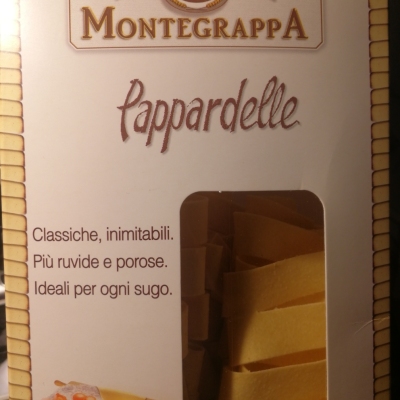 MONTEGRAPPA
Pappardelle
Classiche, inimitabili.
Più ruvide e porose.
Ideali per ogni sugo.